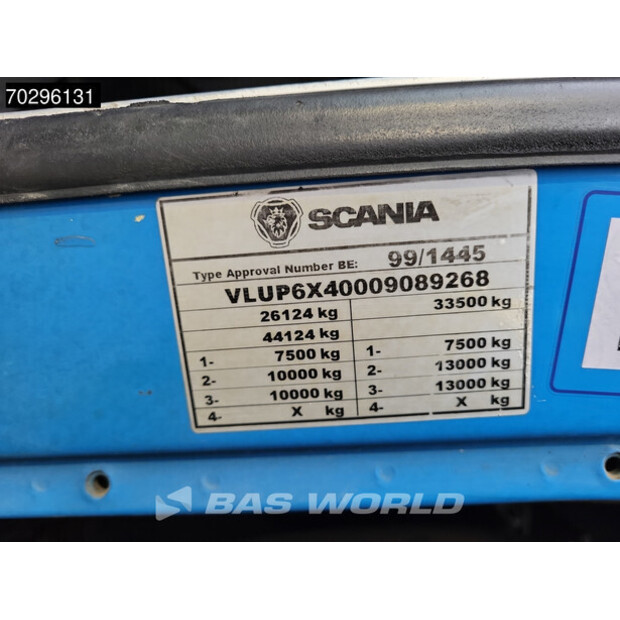 70296131
SCANIA
Type Approval Number BE: 99/1445
VLUP6X40009089268
26124 kg 33500 kg
44124 kg
1- 7500 kg 1- 7500 kg
2- 10000 kg 2- 13000 kg
3- 10000 kg 3- 13000 kg
4- X kg 4- X kg
BAS WORLD